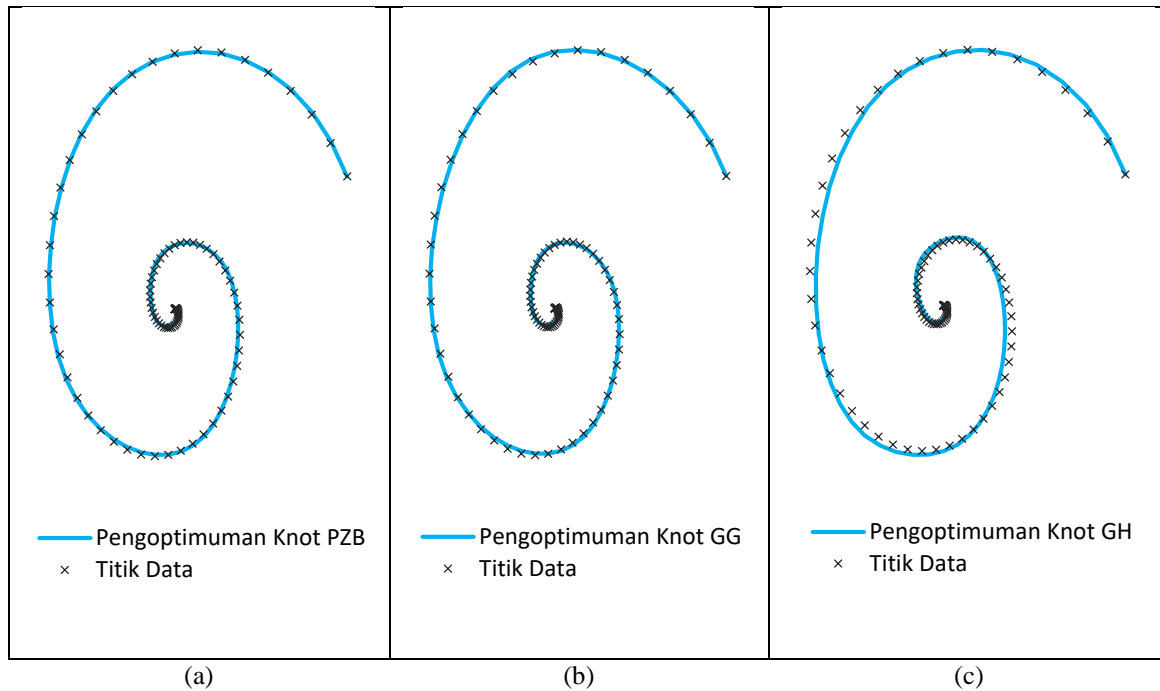 Pengoptimuman Knot PZB
Titik Data
Pengoptimuman Knot GG
Titik Data
Pengoptimuman Knot GH
Titik Data
(a)
(b)
(c)